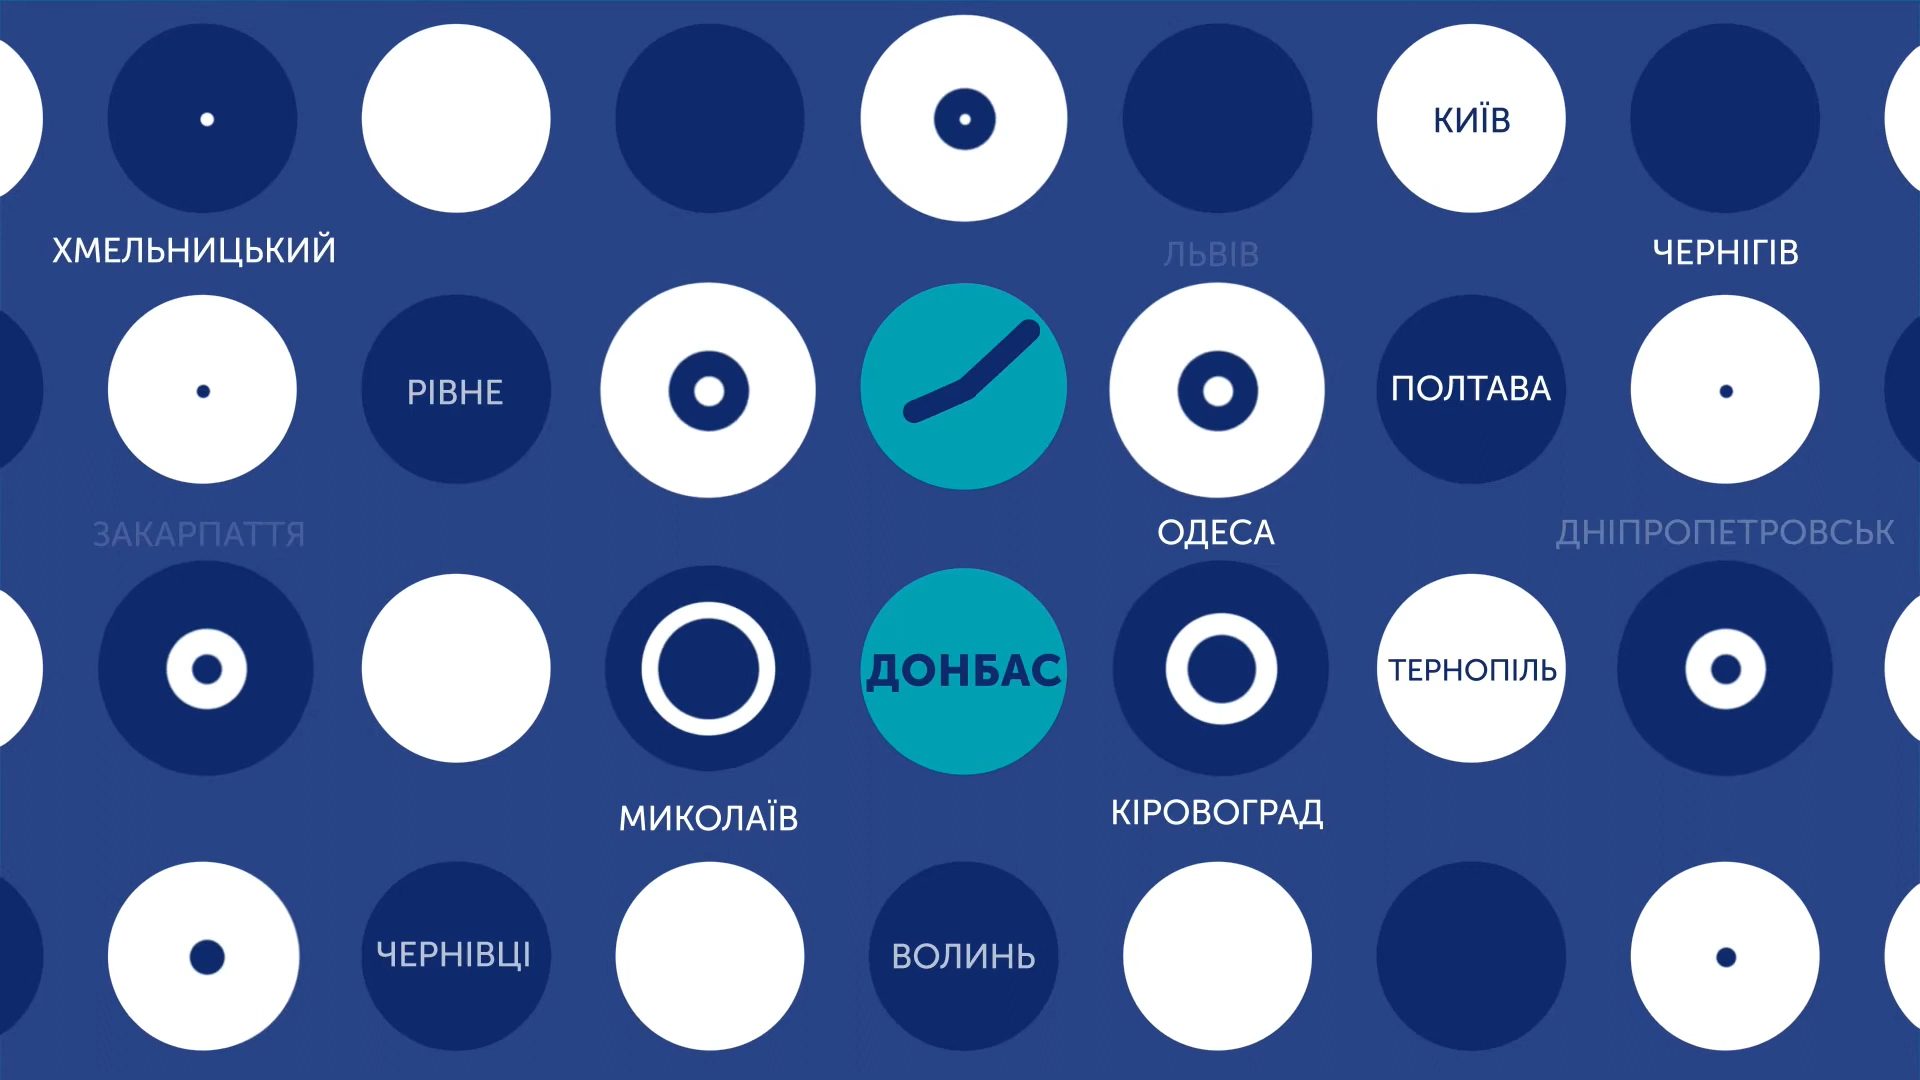 КИЇВ
ХМЕЛЬНИЦЬКИЙ
ЛЬВІВ
ЧЕРНІГІВ
РІВНЕ
ПОЛТАВА
ЗАКАРПАТТЯ
ОДЕСА
ДНІПРОПЕТРОВСЬК
ДОНБАС
ТЕРНОПІЛЬ
МИКОЛАЇВ
КІРОВОГРАД
ЧЕРНІВЦІ
ВОЛИНЬ